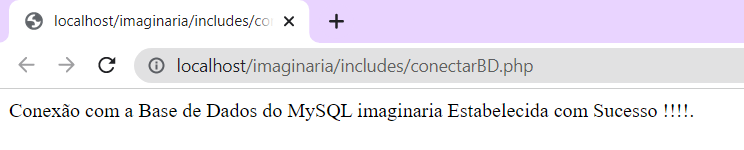 localhost/imaginaria/includes/co
localhost/imaginaria/includes/conectarBD.php
Conexão com a Base de Dados do MySQL imaginaria Estabelecida com Sucesso !!!!.